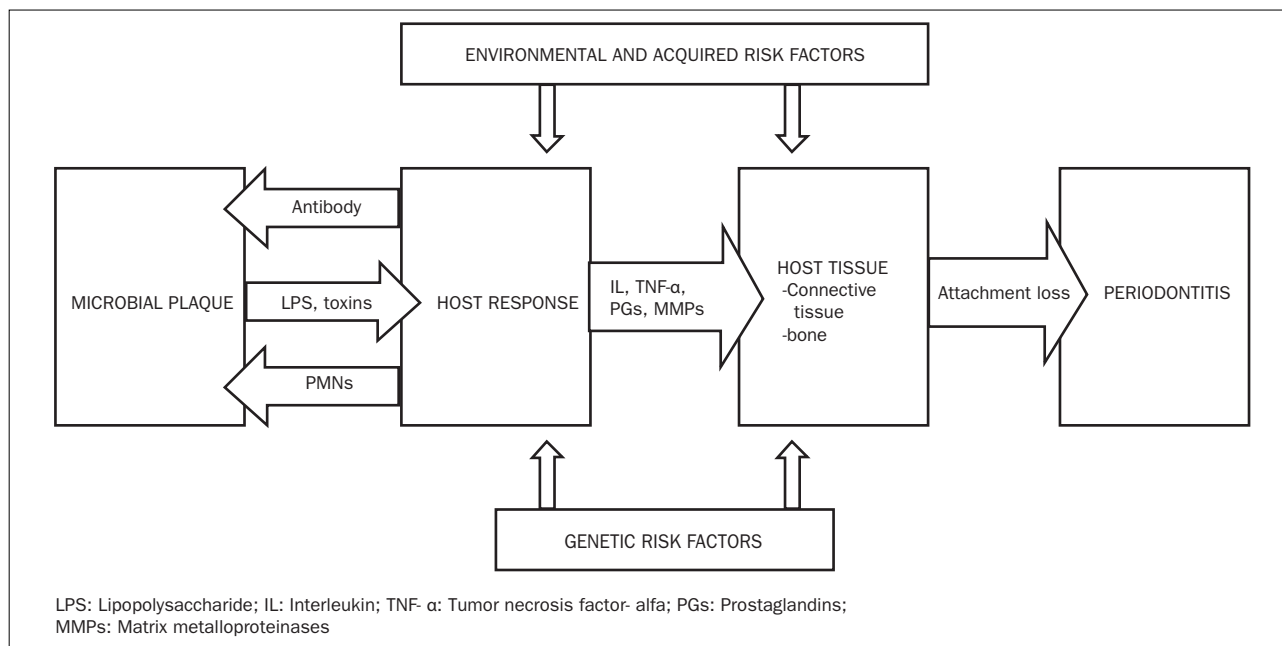 ENVIRONMENTAL AND ACQUIRED RISK FACTORS
Antibody
MICROBIAL PLAQUE
LPS, toxins
HOST RESPONSE
IL, TNF-α,
PGs, MMPs
HOST TISSUE
-Connective
tissue
-bone
Attachment loss
PERIODONTITIS
PMNs
GENETIC RISK FACTORS
LPS: Lipopolysaccharide; IL: Interleukin; TNF- α: Tumor necrosis factor- alfa; PGs: Prostaglandins;
MMPs: Matrix metalloproteinases